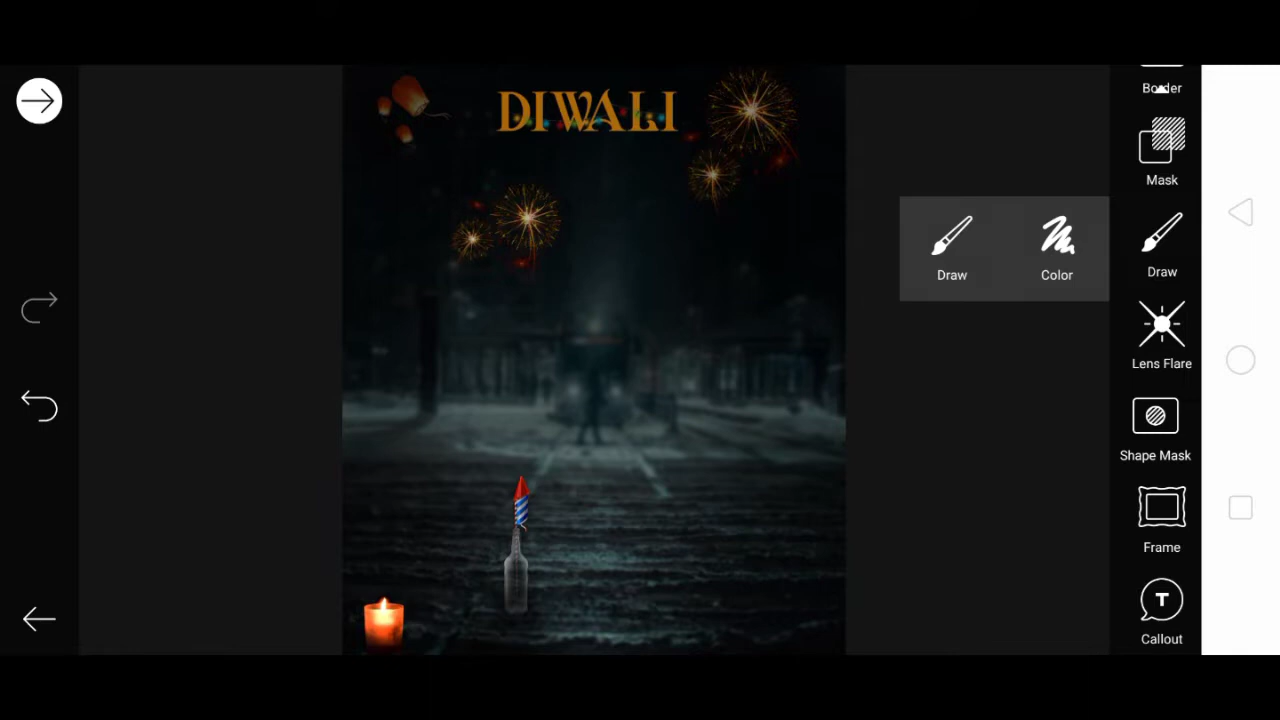 DIWALI
Border
Mask
Draw
Color
Draw
Lens Flare
Shape Mask
Frame
T
Callout